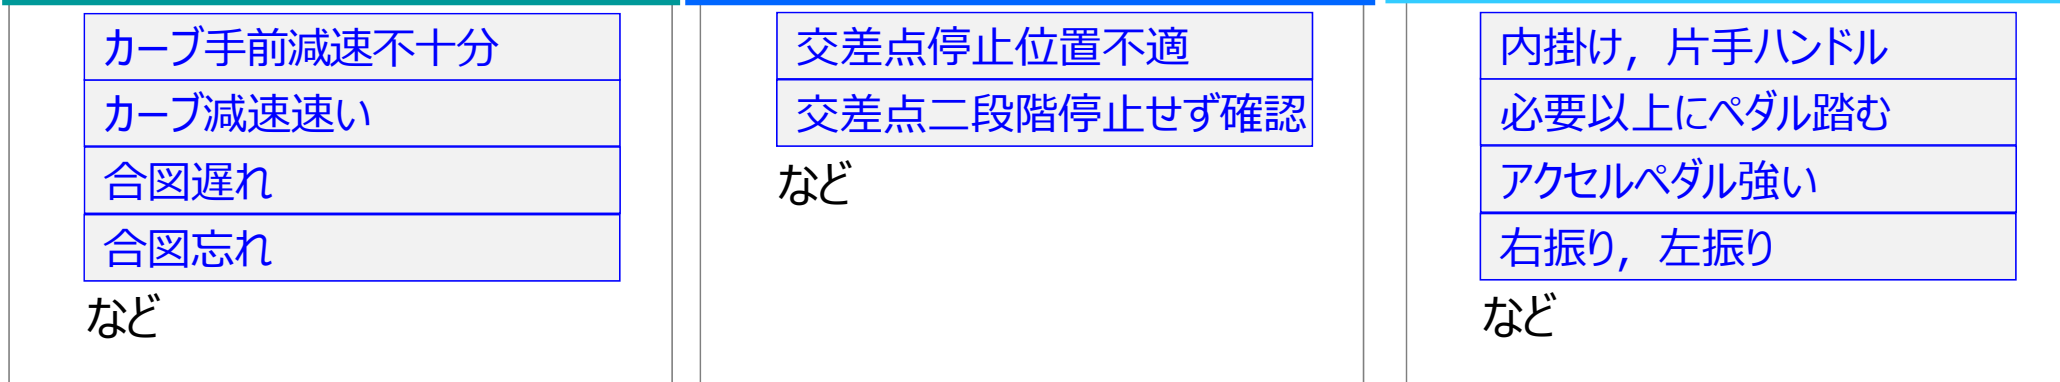 カーブ手前減速不十分
カーブ減速速い
合図遅れ
合図忘れ
など
交差点停止位置不適
交差点二段階停止せず確認
など
内掛け，片手ハンドル
必要以上にペダル踏む
アクセルペダル強い
右振り，左振り
など